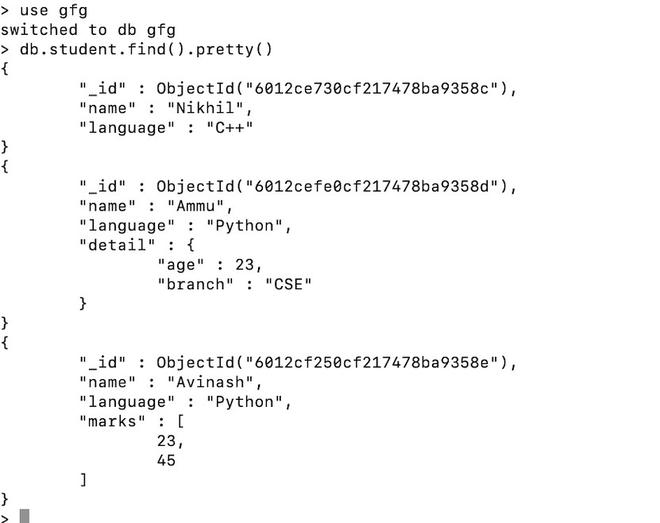 > use gfg
switched to db gfg
> db.student.find().pretty()
{
"_id" : ObjectId("6012ce730cf217478ba9358c"),
"name" : "Nikhil",
"language" : "C++"
}
{
"_id" : ObjectId("6012cefe0cf217478ba9358d"),
"name" : "Ammu",
"language" : "Python",
"detail" : {
"age" : 23,
"branch" : "CSE"
}
}
{
"_id" : ObjectId("6012cf250cf217478ba9358e"),
"name" : "Avinash",
"language" : "Python",
"marks" : [
23,
45
]
}
>